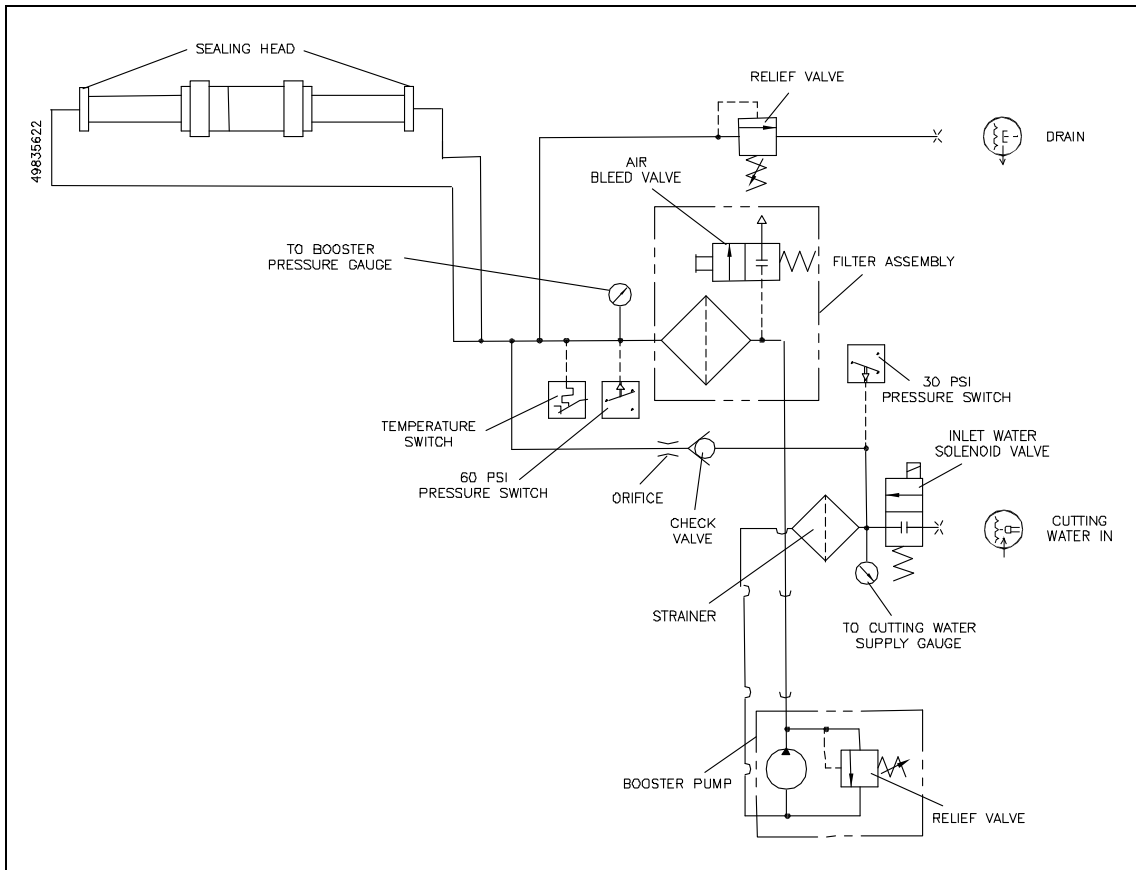 SEALING HEAD
49835622
RELIEF VALVE
DRAIN
AIR
BLEED VALVE
TO BOOSTER
PRESSURE GAUGE
FILTER ASSEMBLY
30 PSI
PRESSURE SWITCH
TEMPERATURE
SWITCH
60 PSI
PRESSURE SWITCH
ORIFICE
CHECK
VALVE
INLET WATER
SOLENOID VALVE
CUTTING
WATER IN
STRAINER
TO CUTTING WATER
SUPPLY GAUGE
BOOSTER PUMP
RELIEF VALVE